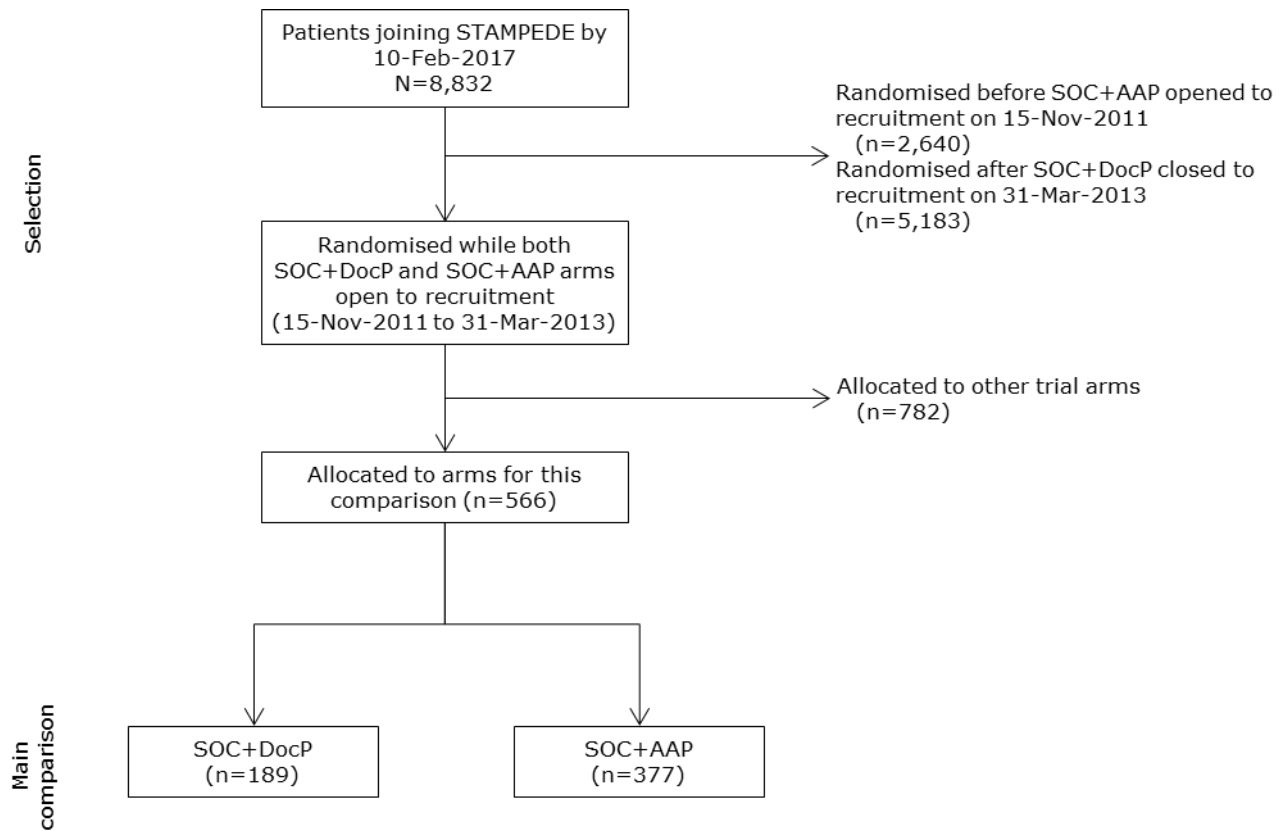 Patients joining STAMPEDE by
10-Feb-2017
N=8,832
Randomised before SOC+AAP opened to
recruitment on 15-Nov-2011
(n=2,640)
Randomised after SOC+DocP closed to
recruitment on 31-Mar-2013
(n=5,183)
Selection
Randomised while both
SOC+DocP and SOC+AAP arms
open to recruitment
(15-Nov-2011 to 31-Mar-2013)
Allocated to other trial arms
(n=782)
Allocated to arms for this
comparison (n=566)
Main
comparison
SOC+DocP
(n=189)
SOC+AAP
(n=377)